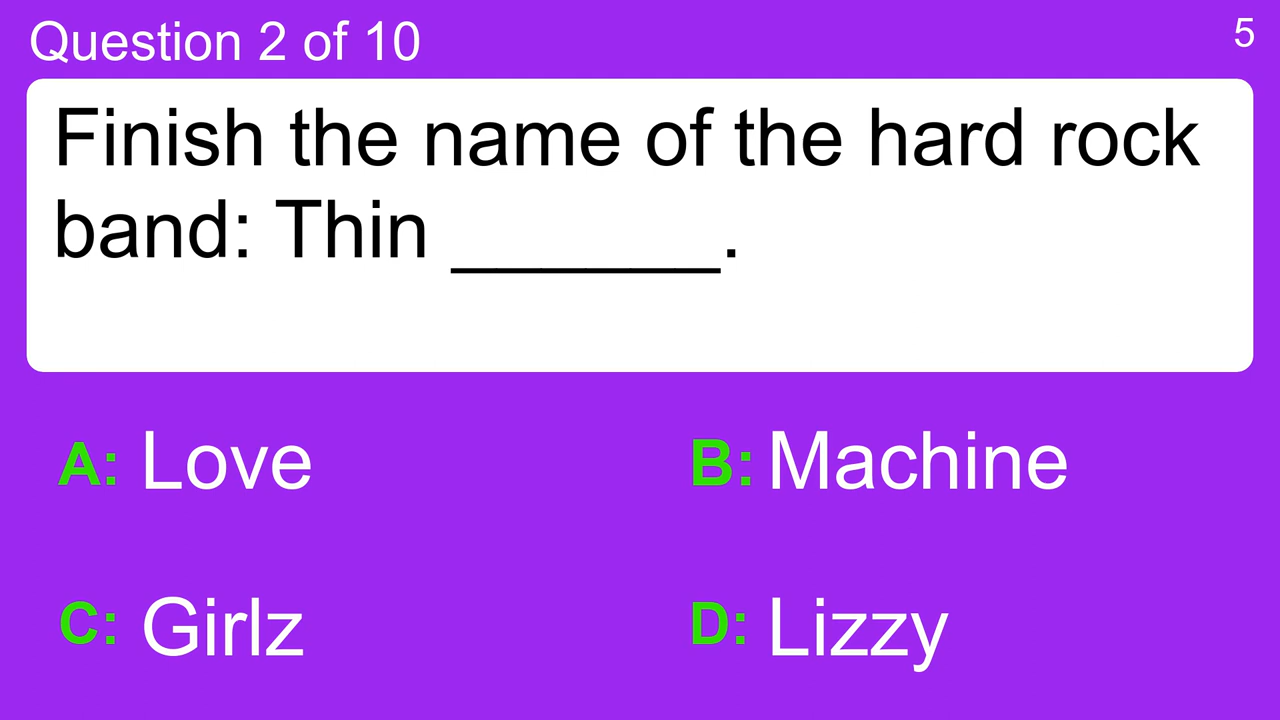 Question 2 of 10
5
Finish the name of the hard rock
band: Thin ______.
A: Love
B: Machine
C: Girlz
D: Lizzy